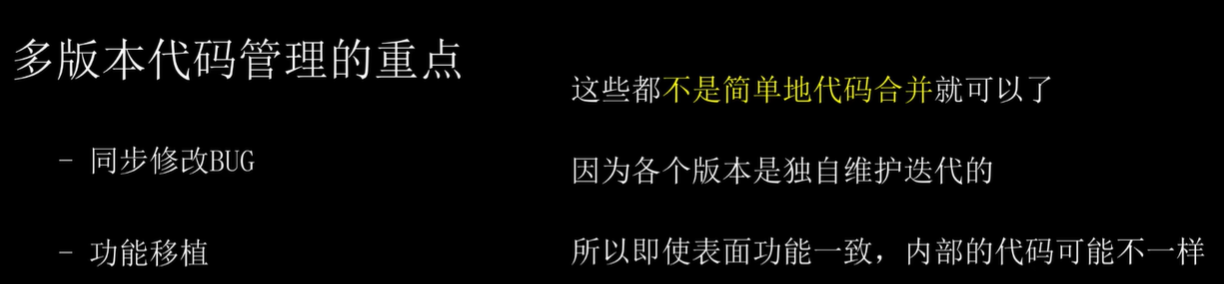 多版本代码管理的重点
- 同步修改BUG
- 功能移植
这些都不是简单地代码合并就可以了
因为各个版本是独自维护迭代的
所以即使表面功能一致，内部的代码可能不一样